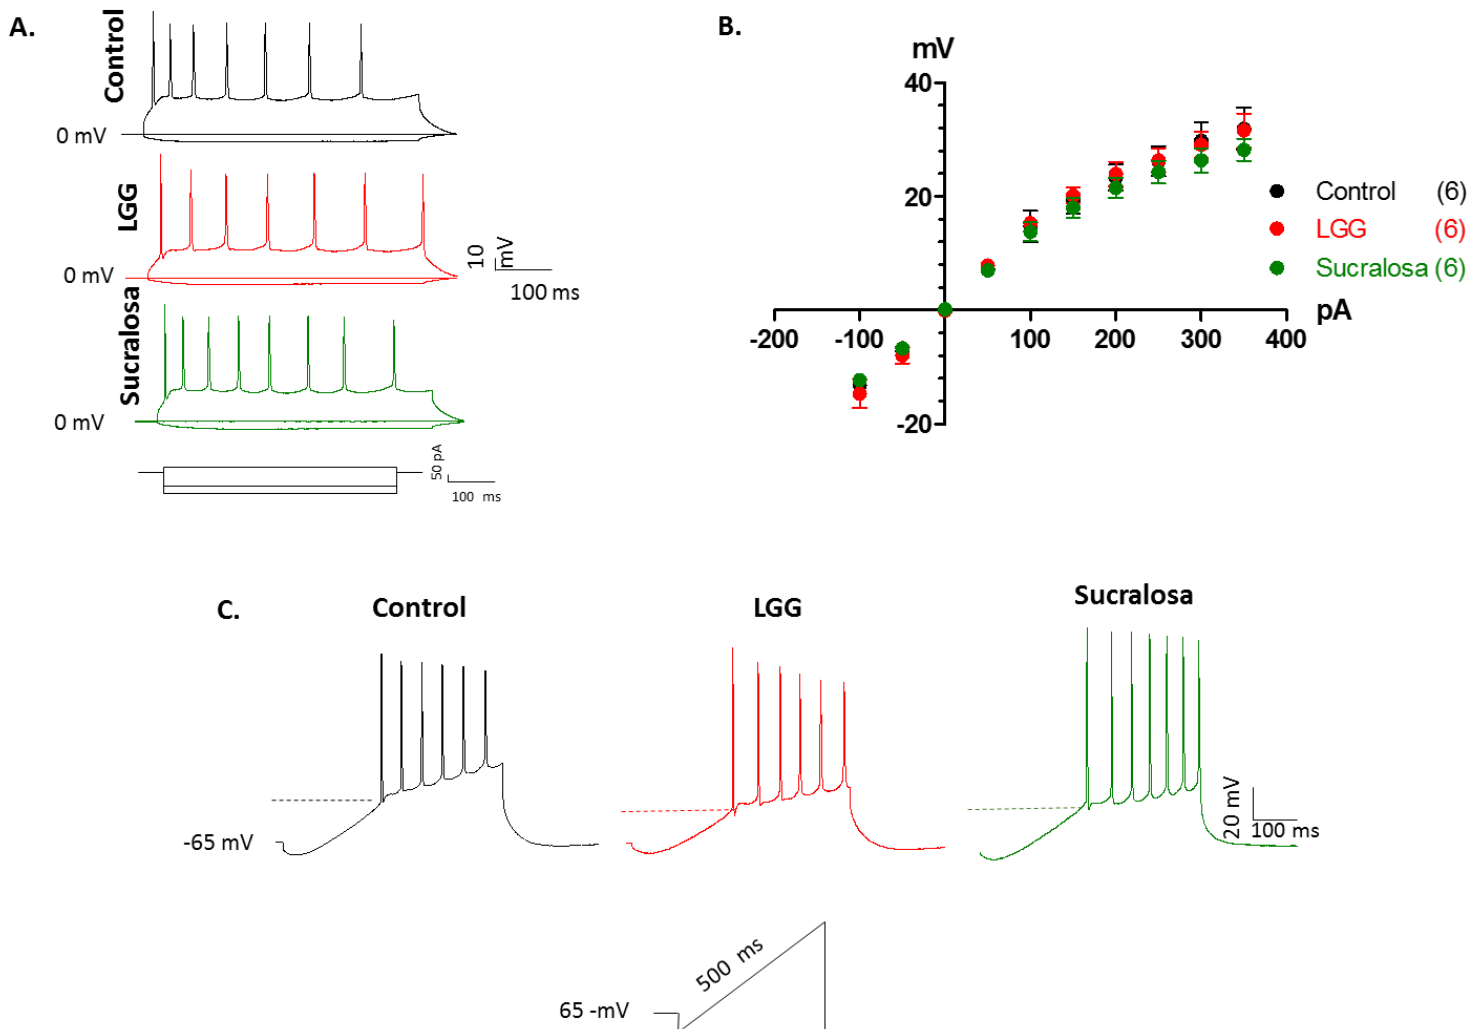 A.
Control
0 mV
LGG
0 mV
10 mV
100 ms
Sucralosa
0 mV
50 pA
100 ms
B.
mV
40
20
-20
-200
-100
100
200
300
400
pA
Control (6)
LGG (6)
Sucralosa (6)
C.
Control
LGG
Sucralosa
-65 mV
20 mV
100 ms
500 ms
65 -mV